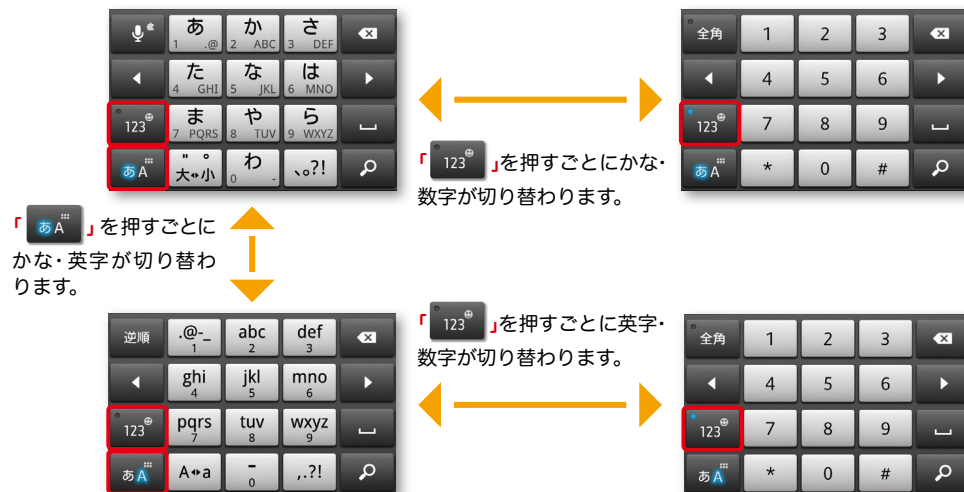 あ か さ
1 .@ 2 ABC 3 DEF
た な は
4 GHI 5 JKL 6 MNO
123 ま や ら
7 PQRS 8 TUV 9 WXYZ
あA 大⇔小 わ 、。?!
0 -
全角 1 2 3
4 5 6
123 7 8 9
あA * 0 #
「123」を押すごとにかな・
数字が切り替わります。
「あA」を押すごとに
かな・英字が切り替わ
ります。
逆順 .@-_ abc def
1 2 3
ghi jkl mno
4 5 6
123 pqrs tuv wxyz
7 8 9
あA A⇔a - ,.?!
0
「123」を押すごとに英字・
数字が切り替わります。
全角 1 2 3
4 5 6
123 7 8 9
あA * 0 #